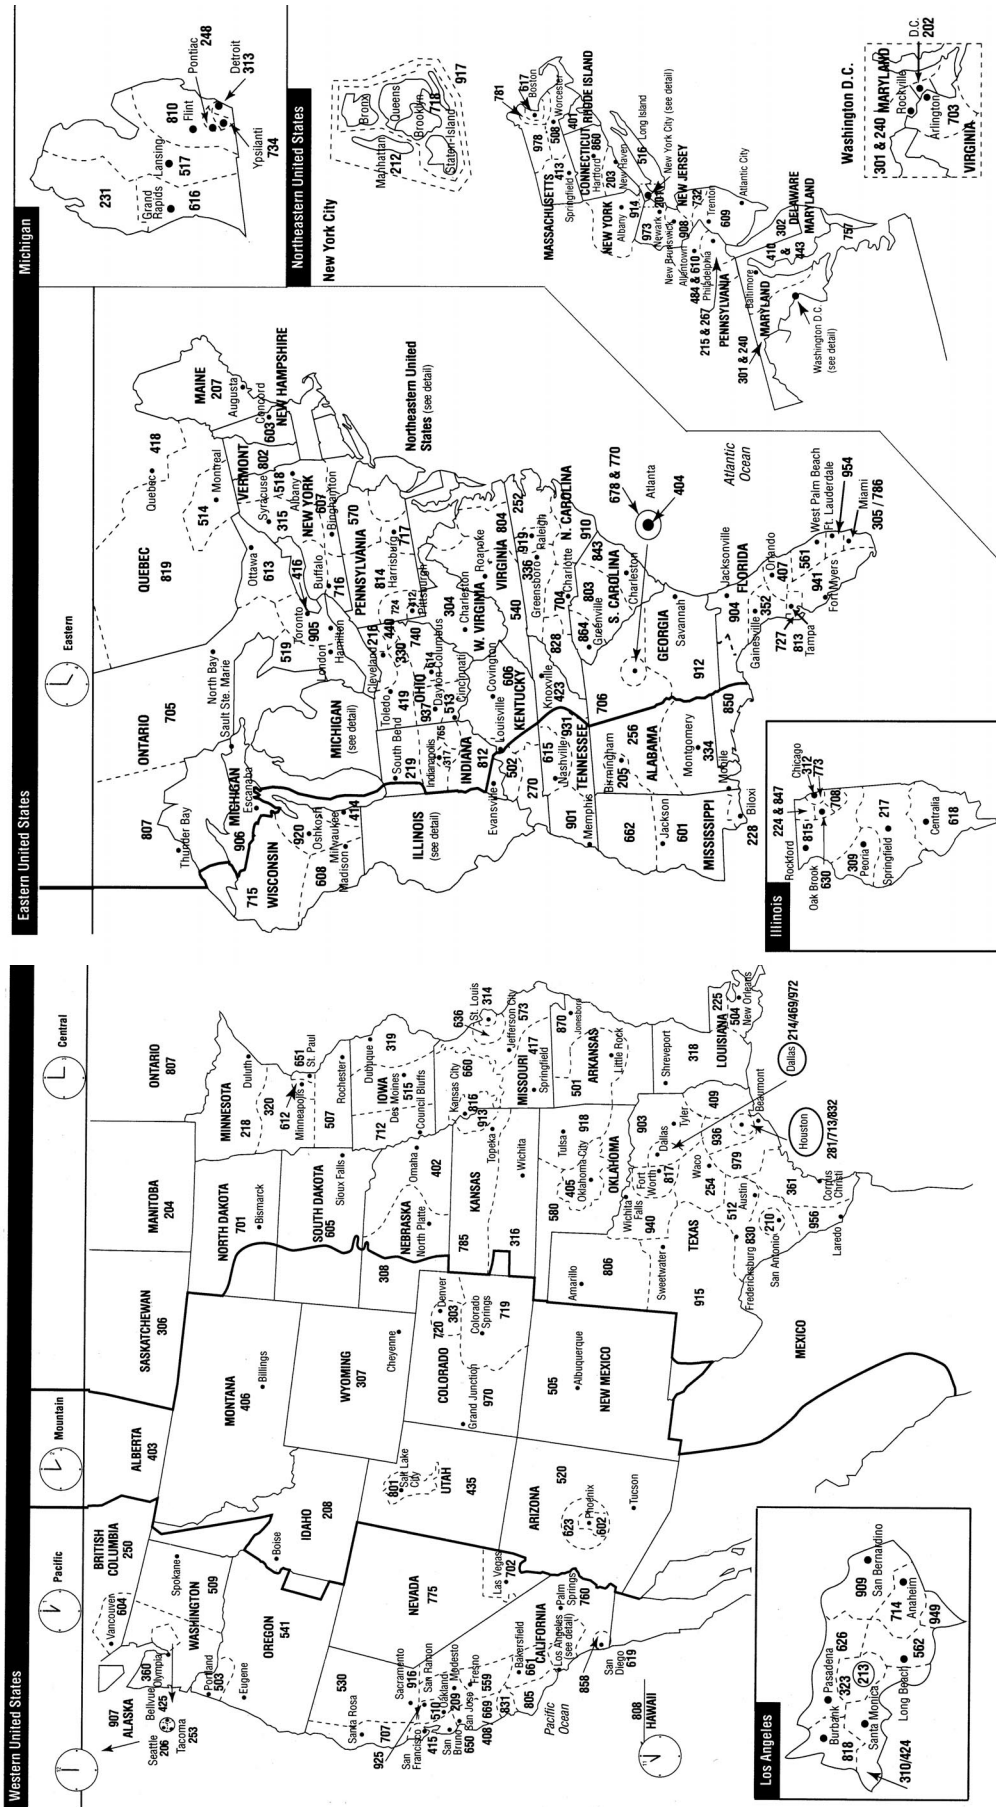 Western United States
Pacific
Mountain
Central
907
ALASKA
BRITISH
COLUMBIA
250
ALBERTA
403
SASKATCHEWAN
306
MANITOBA
204
ONTARIO
807
Vancouver
604
Seattle
206
Bellevue
425
Tacoma
253
360
Olympia
Spokane
WASHINGTON
509
Portland
503
Eugene
OREGON
541
Boise
IDAHO
208
MONTANA
406
Billings
WYOMING
307
Cheyenne
NORTH DAKOTA
701
Bismarck
SOUTH DAKOTA
605
Sioux Falls
MINNESOTA
218
Duluth
320
612
Minneapolis
651
St. Paul
507
Rochester
IOWA
712
Des Moines
515
Dubuque
319
Council Bluffs
308
NEBRASKA
North Platte
Omaha
402
530
Santa Rosa
707
Sacramento
916
925
San Ramon
San
Francisco
415
510
Oakland
San
Bruno
650
209
Modesto
San Jose
408
669
559
Fresno
831
805
661
Bakersfield
CALIFORNIA
Los Angeles
(see detail)
Palm
Springs
760
858
San
Diego
619
Pacific
Ocean
808
HAWAII
NEVADA
775
Las Vegas
702
801
Salt Lake
City
UTAH
435
COLORADO
720
Denver
303
Colorado
Springs
719
Grand Junction
970
ARIZONA
520
623
Phoenix
602
Tucson
505
Albuquerque
NEW MEXICO
785
KANSAS
Topeka
913
Wichita
316
Kansas City
816
660
636
St. Louis
314
Jefferson City
573
MISSOURI
417
Springfield
580
405
Oklahoma City
Tulsa
918
OKLAHOMA
501
ARKANSAS
870
Jonesboro
Little Rock
Amarillo
806
Wichita
Falls
940
Fort
Worth
817
Dallas
903
Tyler
Sweetwater
TEXAS
915
Waco
254
936
409
Beaumont
979
512
Austin
Fredericksburg
830
210
San Antonio
361
Corpus
Christi
956
Laredo
Houston
281/713/832
Dallas
214/469/972
Shreveport
318
LOUISIANA
225
504
New Orleans
MEXICO
Los Angeles
Burbank
818
Pasadena
323
626
213
Santa Monica
310/424
Long Beach
562
909
San Bernardino
714
Anaheim
949
Eastern United States
Eastern
807
Thunder Bay
ONTARIO
705
North Bay
Sault Ste. Marie
QUEBEC
819
Quebec
418
514
Montreal
Ottawa
613
Toronto
416
905
519
London
Hamilton
715
WISCONSIN
906
MICHIGAN
Escanaba
920
Oshkosh
608
Milwaukee
414
Madison
MICHIGAN
(see detail)
ILLINOIS
(see detail)
MAINE
207
Augusta
VERMONT
802
603
Concord
NEW HAMPSHIRE
Syracuse
315
518
Albany
NEW YORK
607
Buffalo
716
Binghamton
PENNSYLVANIA
570
814
Harrisburg
717
724
412
Pittsburgh
Northeastern United
States (see detail)
South Bend
219
Indianapolis
317
765
INDIANA
812
Evansville
Toledo
419
Cleveland
216
440
330
OHIO
740
937
Dayton
614
Columbus
513
Cincinnati
304
Charleston
W. VIRGINIA
540
Roanoke
VIRGINIA
804
Louisville
502
Covington
606
KENTUCKY
270
901
Memphis
615
Nashville
931
TENNESSEE
Knoxville
423
828
704
Charlotte
Greensboro
336
919
Raleigh
252
N. CAROLINA
910
864
Greenville
803
843
S. CAROLINA
Charleston
678 & 770
Atlanta
404
706
GEORGIA
Savannah
912
662
Jackson
601
MISSISSIPPI
228
Biloxi
Birmingham
205
256
ALABAMA
Montgomery
334
Mobile
850
904
Jacksonville
FLORIDA
Gainesville
352
Orlando
407
727
813
Tampa
941
561
West Palm Beach
Ft. Lauderdale
954
Fort Myers
Miami
305 / 786
Atlantic
Ocean
Illinois
Rockford
815
224 & 847
Chicago
312
773
708
Oak Brook
630
309
Peoria
217
Springfield
Centralia
618
Michigan
231
Grand
Rapids
616
Lansing
517
810
Flint
Pontiac
248
Detroit
313
Ypsilanti
734
Northeastern United States
New York City
Manhattan
212
Bronx
Queens
Brooklyn
718
Staten-Island
917
MASSACHUSETTS
413
Springfield
978
781
617
Boston
508
Worcester
401
RHODE ISLAND
CONNECTICUT
Hartford
860
203
New Haven
NEW YORK
Albany
914
516
Long Island
New York City (see detail)
973
Newark
201
NEW JERSEY
New Brunswick
908
732
Allentown
484 & 610
Trenton
Philadelphia
215 & 267
609
Atlantic City
PENNSYLVANIA
302
DELAWARE
MARYLAND
410
&
443
Baltimore
MARYLAND
301 & 240
757
Washington D.C.
(see detail)
Washington D.C.
301 & 240
MARYLAND
Rockville
D.C.
202
Arlington
703
VIRGINIA